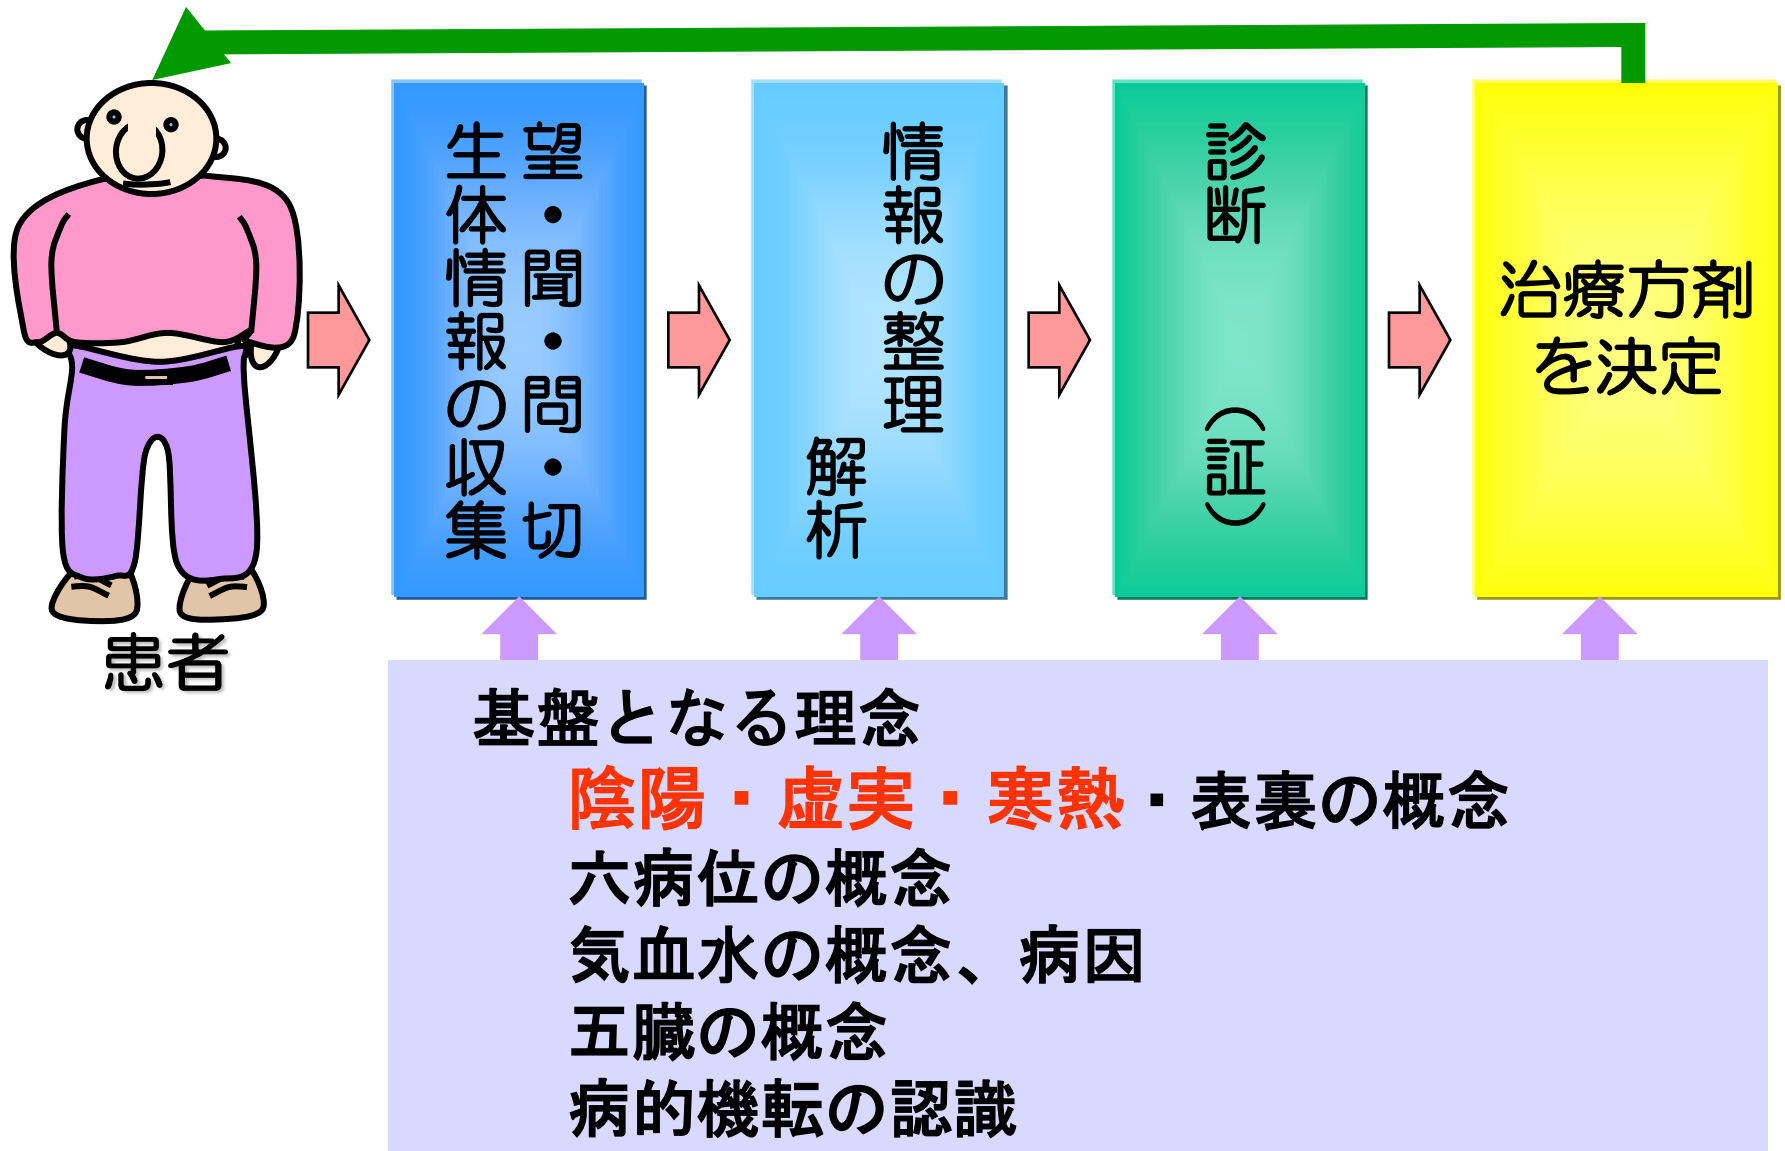 患者
望・聞・問・切
生体情報の収集
情報の整理
解析
診断 （証）
治療方剤
を決定
基盤となる理念
陰陽・虚実・寒熱・表裏の概念
六病位の概念
気血水の概念、病因
五臓の概念
病的機転の認識